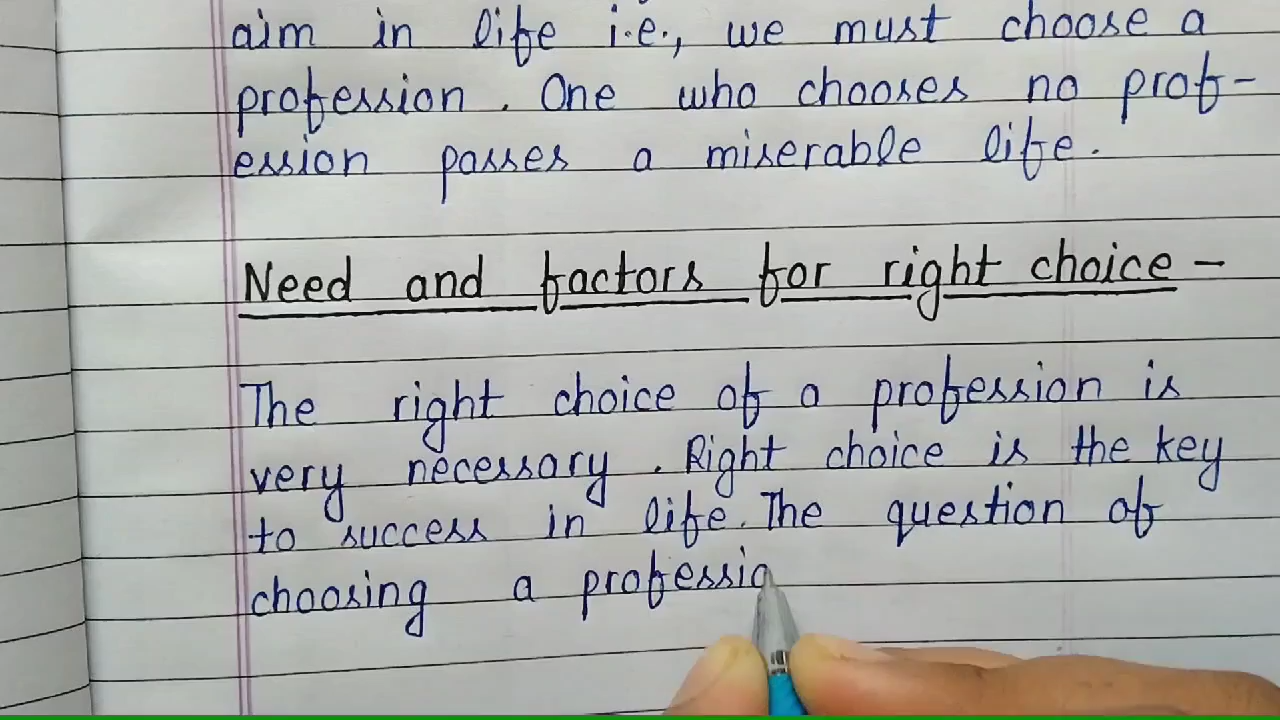 aim in life i.e., we must choose a
profession. One who chooses no prof-
ession passes a miserable life.
Need and factors for right choice -
The right choice of a profession is
very necessary. Right choice is the key
to success in life. The question of
choosing a professio